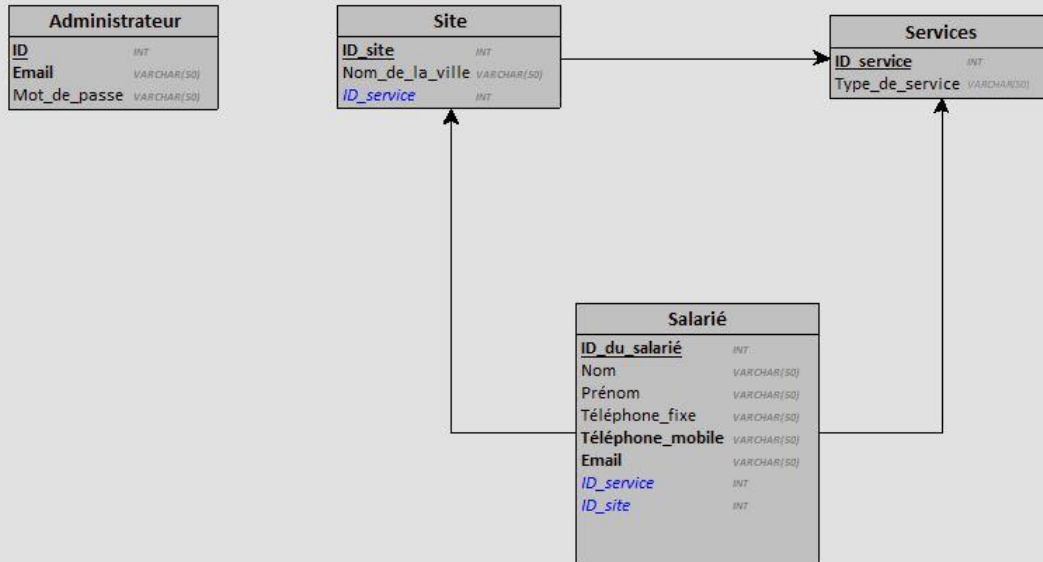 Administrateur
ID INT
Email VARCHAR(50)
Mot_de_passe VARCHAR(50)
Site
ID_site INT
Nom_de_la_ville VARCHAR(50)
ID_service INT
Services
ID_service INT
Type_de_service VARCHAR(50)
Salarié
ID_du_salarié INT
Nom VARCHAR(50)
Prénom VARCHAR(50)
Téléphone_fixe VARCHAR(50)
Téléphone_mobile VARCHAR(50)
Email VARCHAR(50)
ID_service INT
ID_site INT